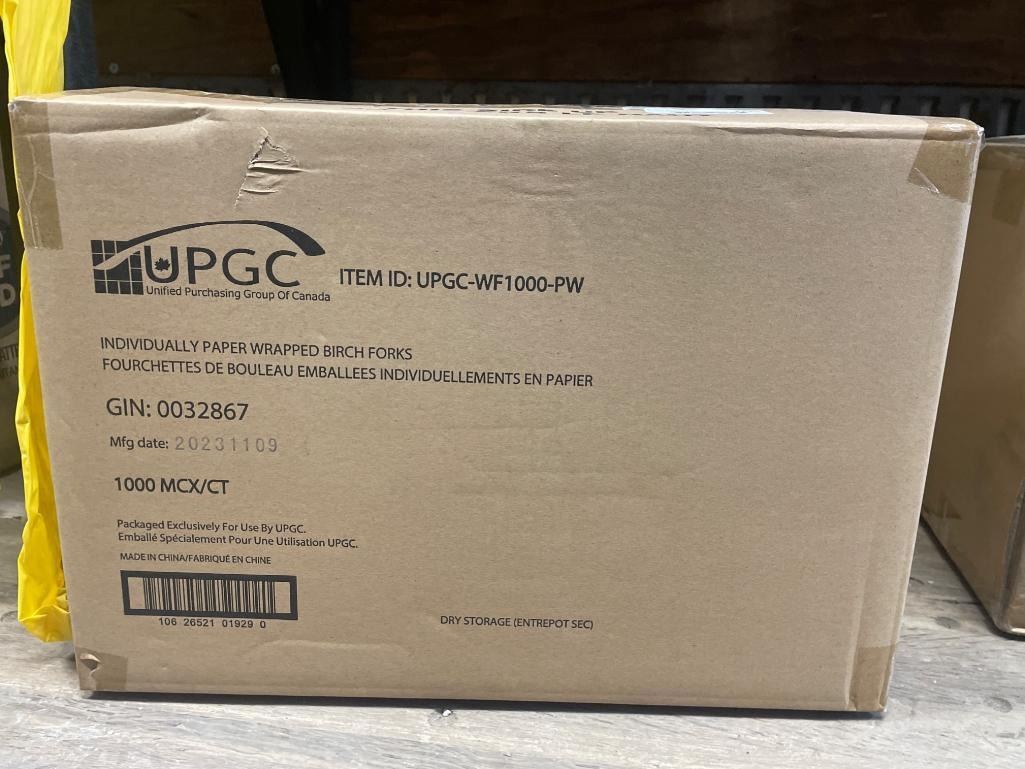 UPGC
Unified Purchasing Group Of Canada
ITEM ID: UPGC-WF1000-PW
INDIVIDUALLY PAPER WRAPPED BIRCH FORKS
FOURCHETTES DE BOULEAU EMBALLEES INDIVIDUELLEMENTS EN PAPIER
GIN: 0032867
Mfg date: 20231109
1000 MCX/CT
Packaged Exclusively For Use By UPGC.
Emballé Spécialement Pour Une Utilisation UPGC.
MADE IN CHINA/FABRIQUÉ EN CHINE
106 26521 01929 0
DRY STORAGE (ENTREPOT SEC)